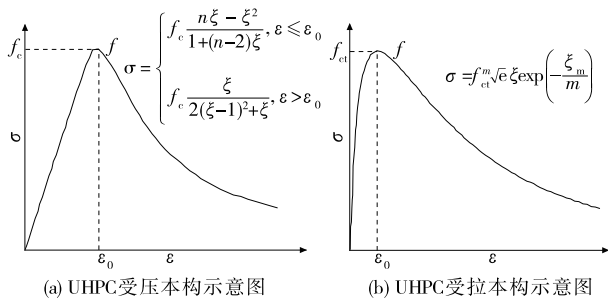 f_c
f
σ
σ = { f_c (nξ − ξ²)/(1+(n−2)ξ), ε ⩽ ε_0
f_c ξ/(2(ξ−1)²+ξ), ε > ε_0
ε_0
ε
(a) UHPC受压本构示意图
f_ct
f
σ
σ = f_ct^m √e ξ exp(−ξ_m/m)
ε_0
ε
(b) UHPC受拉本构示意图